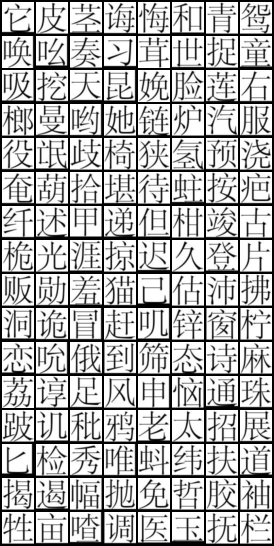 它皮茎诲悔和青鸳
唤吆奏习茸世捉童
吸挖天昆娩脸莲右
榔曼哟她链炉汽服
役氓歧椅狭氢预浇
奄葫拾堪待蛀按疤
纤述甲递但柑竣古
桅光涯掠迟久登片
贩勋羞猫己估沛拂
洞诡冒赶叽锌窗柠
恋吮俄到筛态诗麻
荔谆足风申恼通珠
跛讥秕鸦老太招展
匕检秀唯蚪纬扶道
揭遏幅抛免哲胶袖
牲亩喳调医玉抚栏